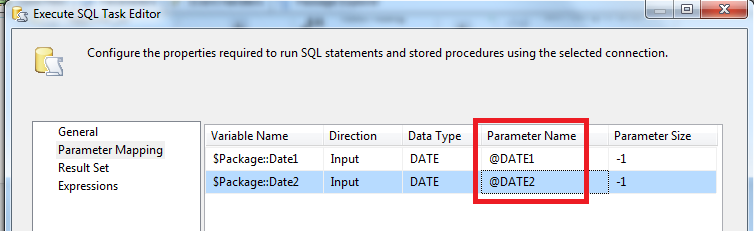 Execute SQL Task Editor
Configure the properties required to run SQL statements and stored procedures using the selected connection.
General
Parameter Mapping
Result Set
Expressions
Variable Name Direction Data Type Parameter Name Parameter Size
$Package::Date1 Input DATE @DATE1 -1
$Package::Date2 Input DATE @DATE2 -1